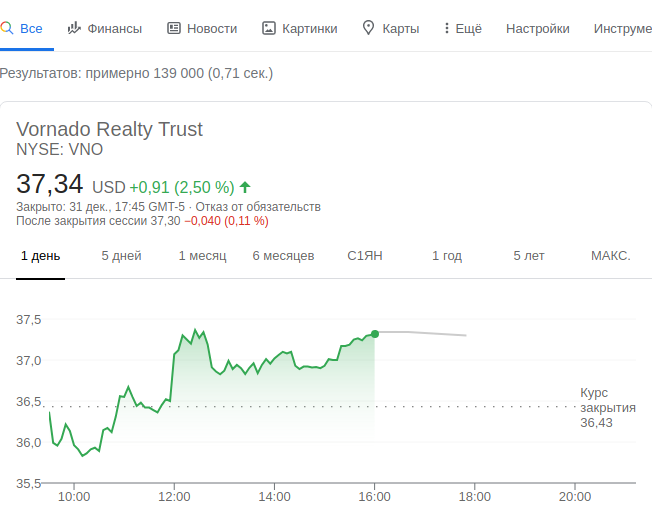 Все Финансы Новости Картинки Карты Ещё Настройки Инструме
Результатов: примерно 139 000 (0,71 сек.)
Vornado Realty Trust
NYSE: VNO
37,34 USD +0,91 (2,50 %)
Закрыто: 31 дек., 17:45 GMT-5 · Отказ от обязательств
После закрытия сессии 37,30 −0,040 (0,11 %)
1 день 5 дней 1 месяц 6 месяцев С1ЯН 1 год 5 лет МАКС.
37,5
37,0
36,5
36,0
35,5
Курс
закрытия
36,43
10:00 12:00 14:00 16:00 18:00 20:00